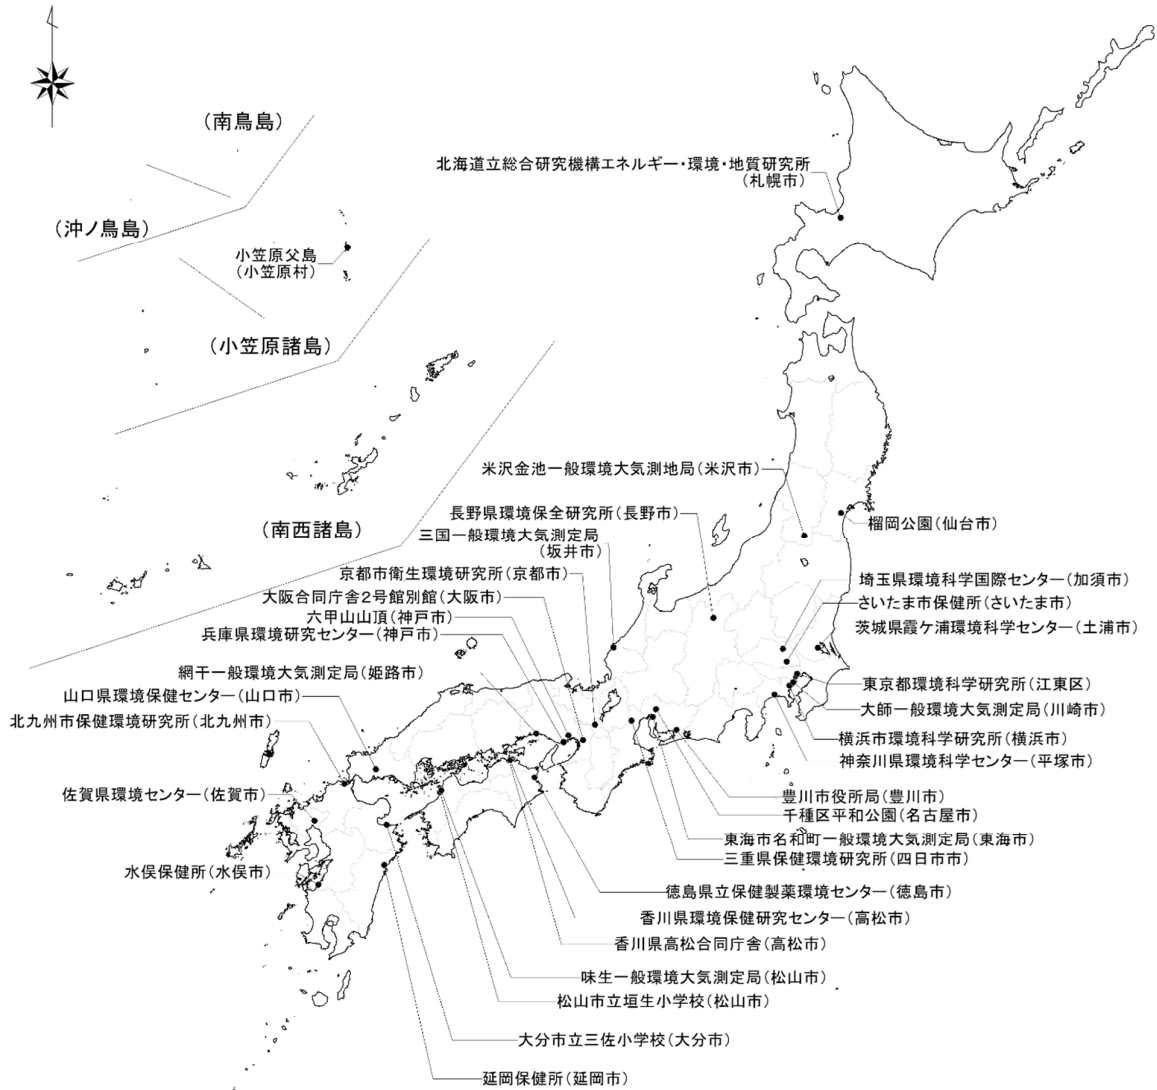 （南鳥島）
北海道立総合研究機構エネルギー・環境・地質研究所
（札幌市）
（沖ノ鳥島）
小笠原父島
（小笠原村）
（小笠原諸島）
米沢金池一般環境大気測地局（米沢市）
（南西諸島）
長野県環境保全研究所（長野市）
榴岡公園（仙台市）
三国一般環境大気測定局
（坂井市）
京都市衛生環境研究所（京都市）
埼玉県環境科学国際センター（加須市）
大阪合同庁舎２号館別館（大阪市）
さいたま市保健所（さいたま市）
六甲山山頂（神戸市）
兵庫県環境研究センター（神戸市）
茨城県霞ケ浦環境科学センター（土浦市）
網干一般環境大気測定局（姫路市）
東京都環境科学研究所（江東区）
山口県環境保健センター（山口市）
大師一般環境大気測定局（川崎市）
北九州市保健環境研究所（北九州市）
横浜市環境科学研究所（横浜市）
神奈川県環境科学センター（平塚市）
佐賀県環境センター（佐賀市）
豊川市役所局（豊川市）
千種区平和公園（名古屋市）
東海市名和町一般環境大気測定局（東海市）
三重県保健環境研究所（四日市市）
水俣保健所（水俣市）
徳島県立保健製薬環境センター（徳島市）
香川県環境保健研究センター（高松市）
香川県高松合同庁舎（高松市）
味生一般環境大気測定局（松山市）
松山市立垣生小学校（松山市）
大分市立三佐小学校（大分市）
延岡保健所（延岡市）